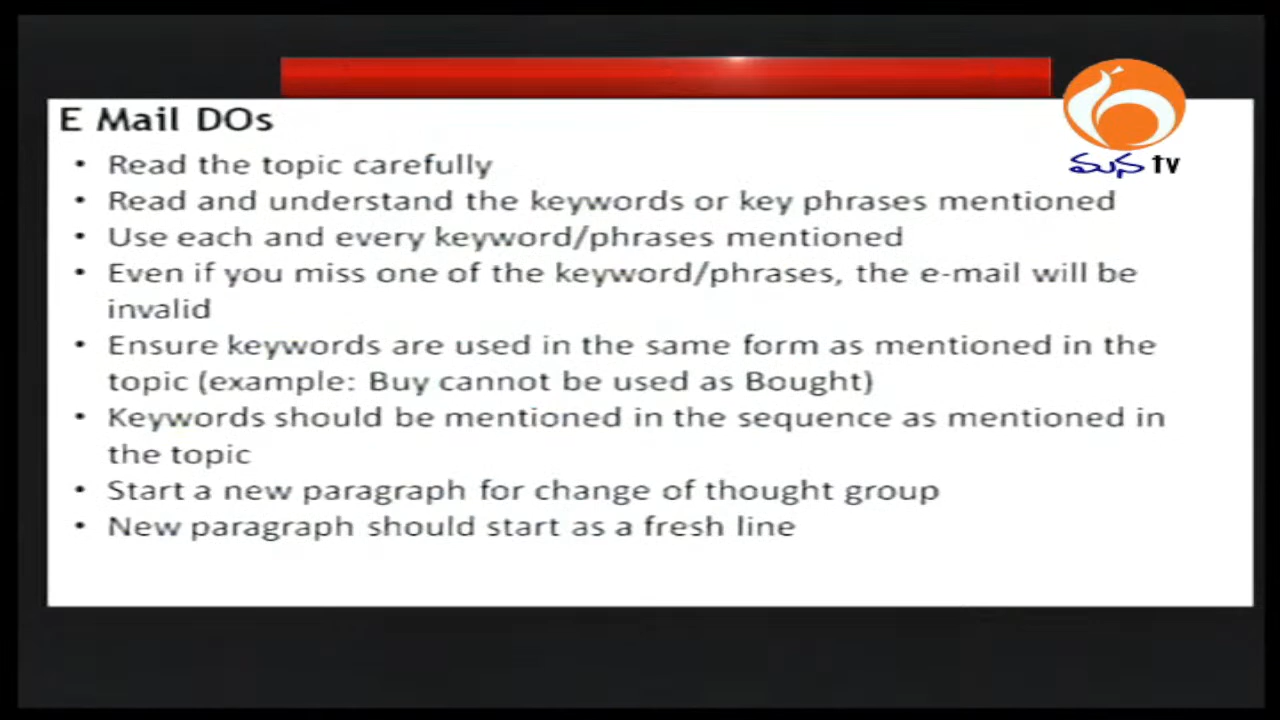 E Mail DOs
• Read the topic carefully
• Read and understand the keywords or key phrases mentioned
• Use each and every keyword/phrases mentioned
• Even if you miss one of the keyword/phrases, the e-mail will be
invalid
• Ensure keywords are used in the same form as mentioned in the
topic (example: Buy cannot be used as Bought)
• Keywords should be mentioned in the sequence as mentioned in
the topic
• Start a new paragraph for change of thought group
• New paragraph should start as a fresh line
మన tv